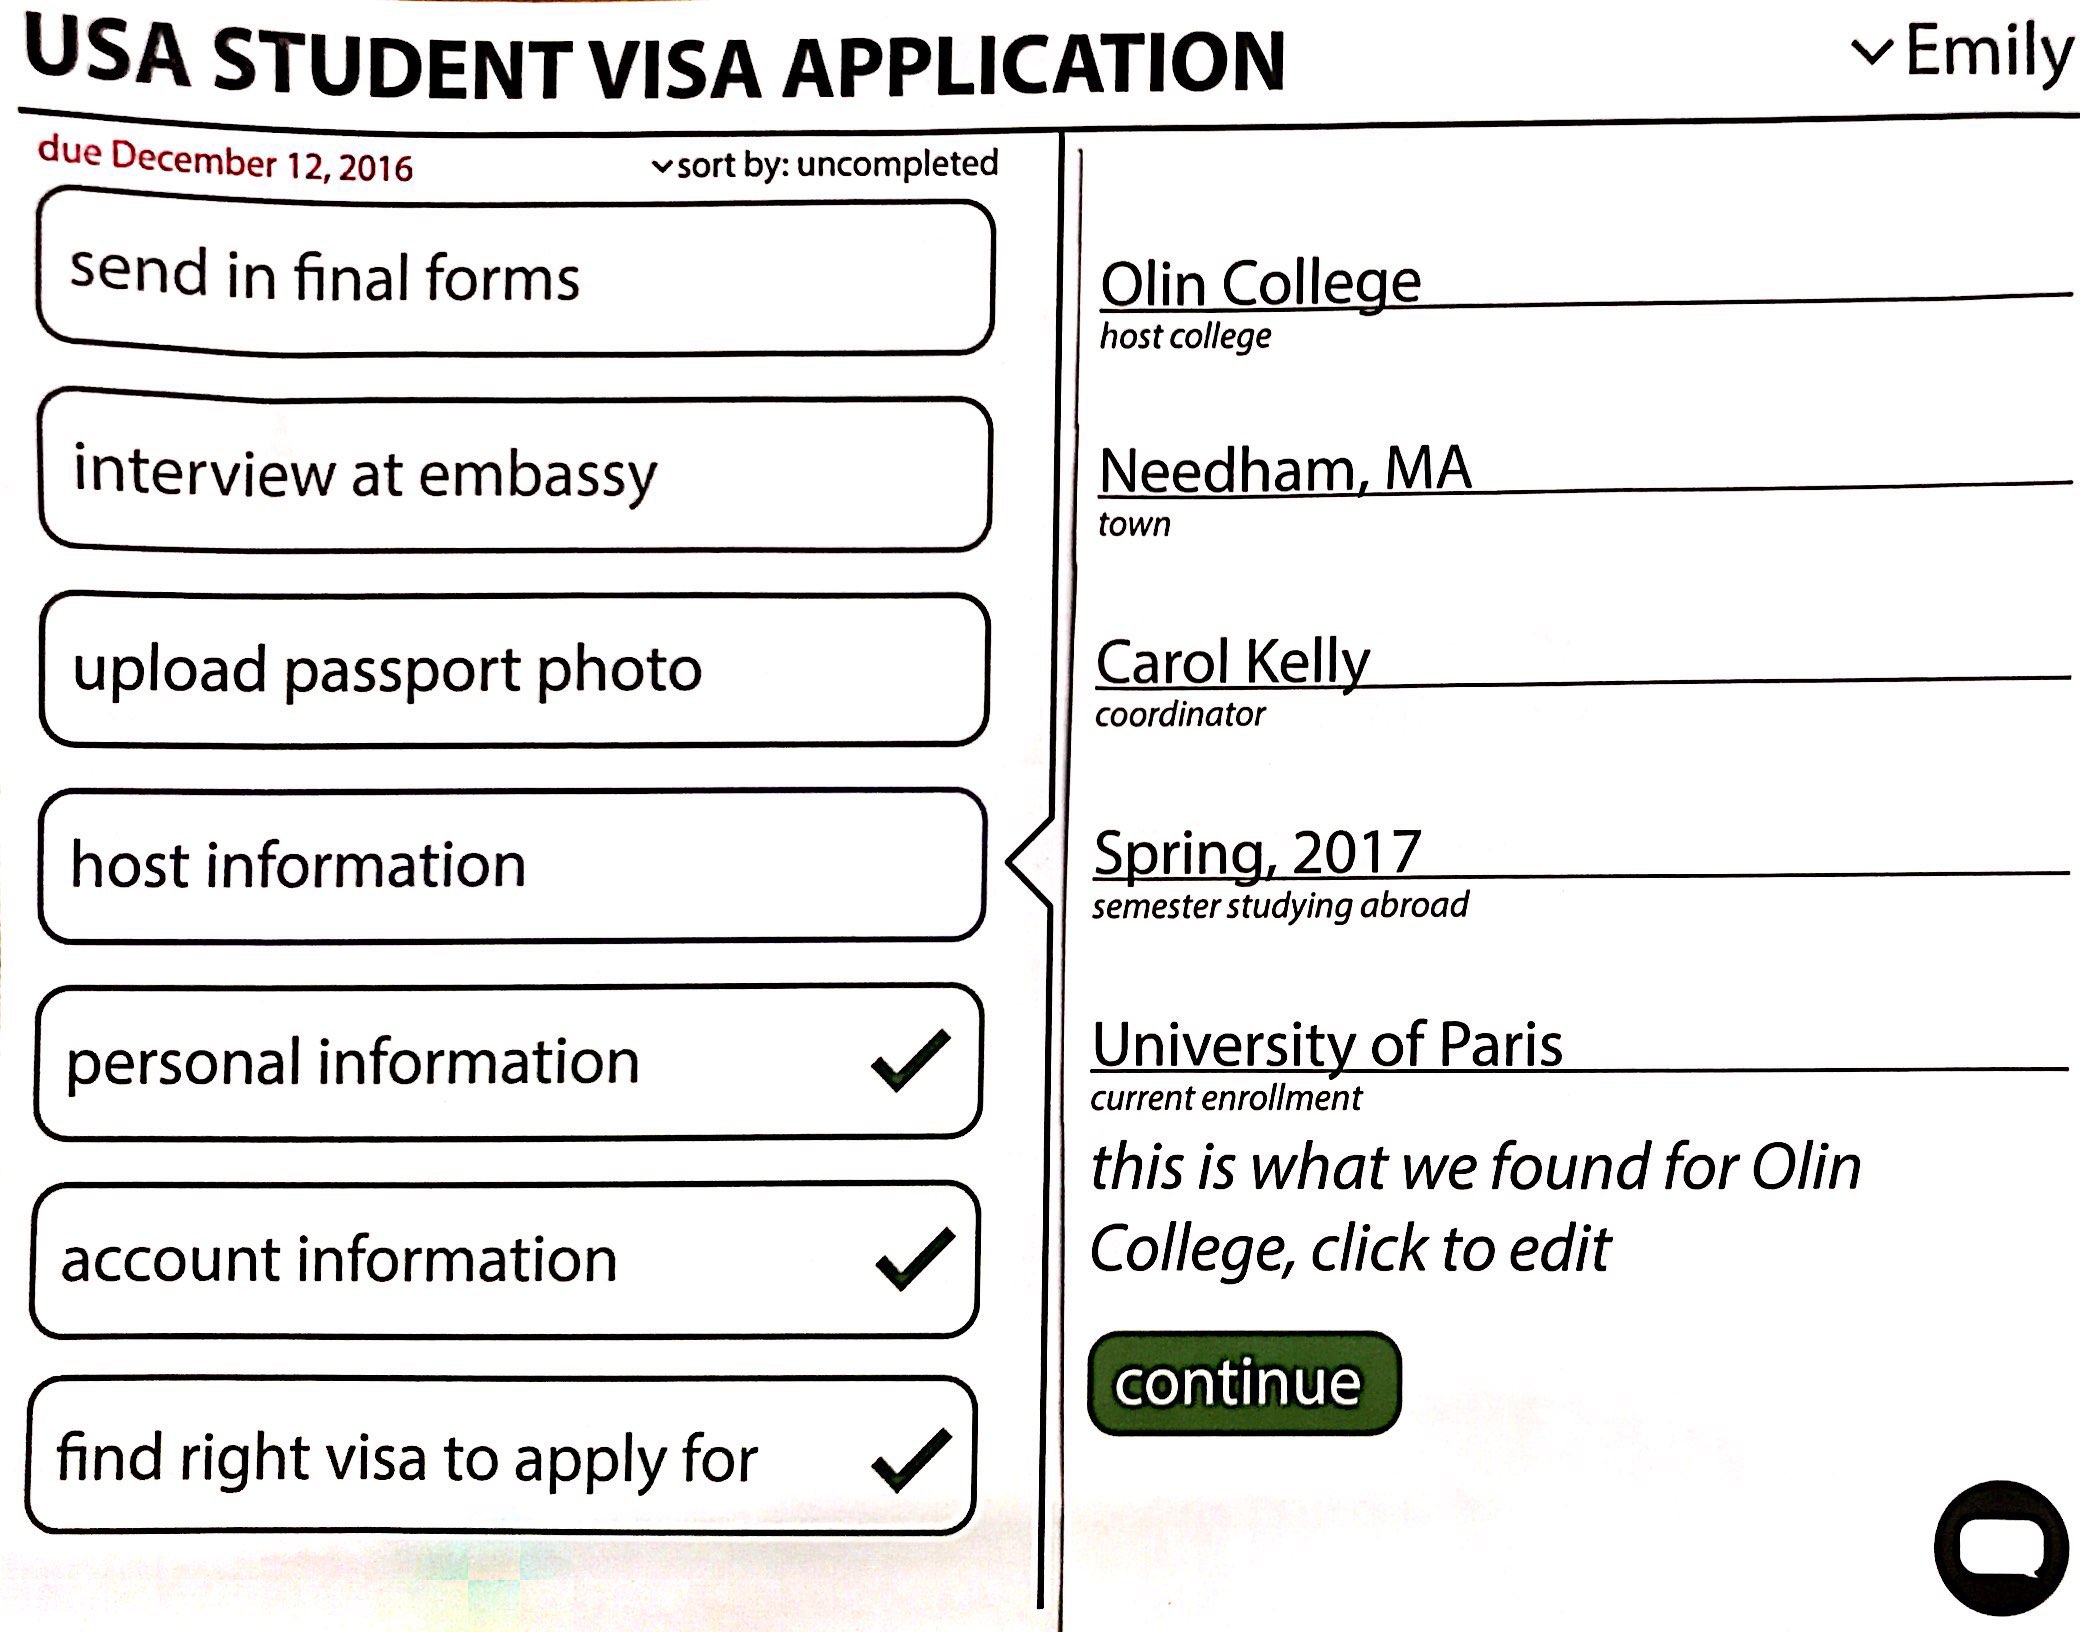 USA STUDENT VISA APPLICATION
Emily
due December 12, 2016
sort by: uncompleted
send in final forms
interview at embassy
upload passport photo
host information
personal information
account information
find right visa to apply for
Olin College
host college
Needham, MA
town
Carol Kelly
coordinator
Spring, 2017
semester studying abroad
University of Paris
current enrollment
this is what we found for Olin
College, click to edit
continue